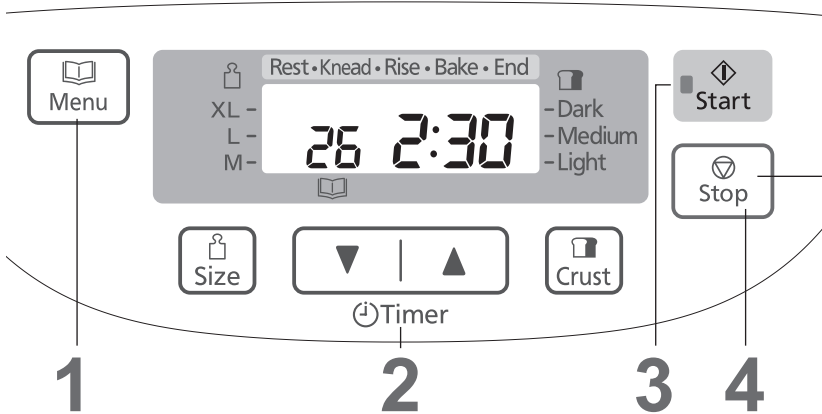 Menu
Rest • Knead • Rise • Bake • End
XL –
L –
M –
26 2:30
– Dark
– Medium
– Light
Start
Stop
Size
Crust
Timer
1
2
3
4